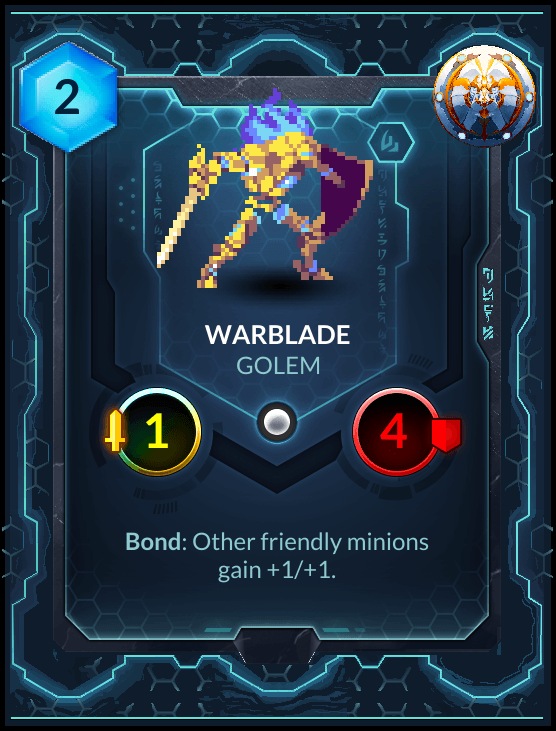 2
WARBLADE
GOLEM
1
4
Bond: Other friendly minions
gain +1/+1.